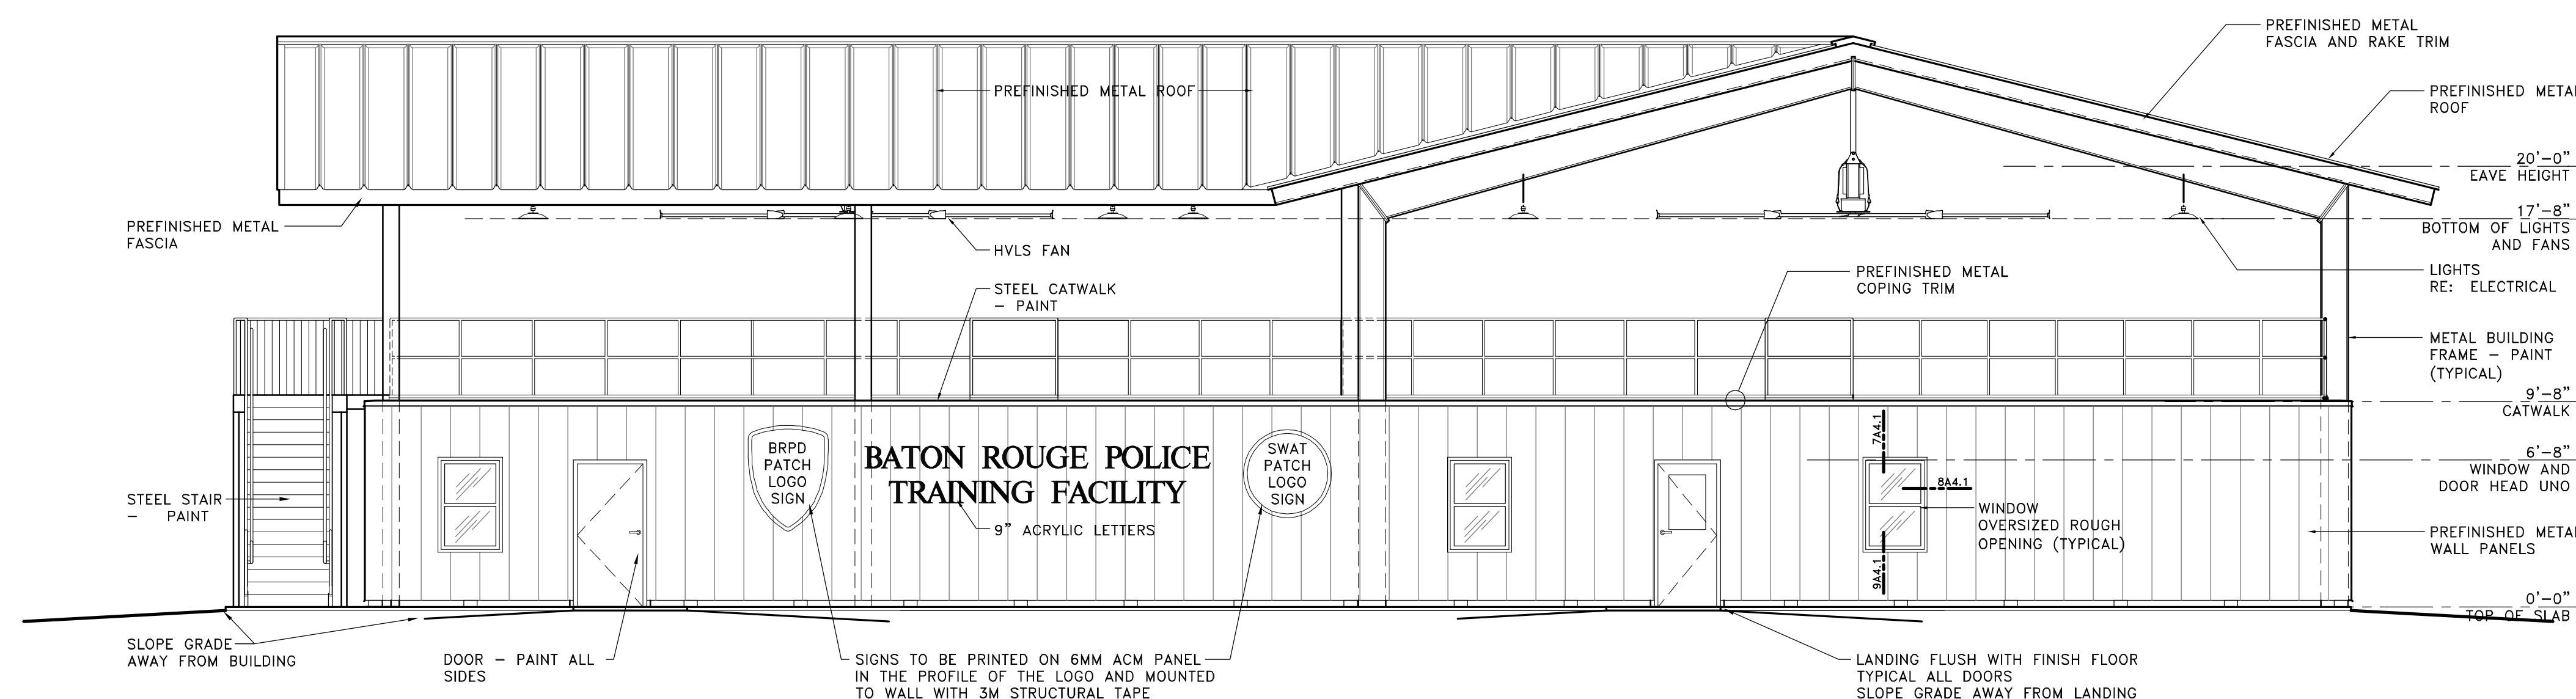 PREFINISHED METAL
FASCIA AND RAKE TRIM
PREFINISHED METAL ROOF
PREFINISHED META
ROOF
20'-0"
EAVE HEIGHT
PREFINISHED METAL
FASCIA
17'-8"
BOTTOM OF LIGHTS
AND FANS
HVLS FAN
LIGHTS
RE: ELECTRICAL
PREFINISHED METAL
COPING TRIM
STEEL CATWALK
– PAINT
METAL BUILDING
FRAME – PAINT
(TYPICAL)
9'-8"
CATWALK
7A4.1
BRPD
PATCH
LOGO
SIGN
BATON ROUGE POLICE
TRAINING FACILITY
SWAT
PATCH
LOGO
SIGN
6'-8"
WINDOW AND
DOOR HEAD UNO
8A4.1
STEEL STAIR
– PAINT
9" ACRYLIC LETTERS
WINDOW
OVERSIZED ROUGH
OPENING (TYPICAL)
PREFINISHED META
WALL PANELS
9A4.1
0'-0"
TOP OF SLAB
SLOPE GRADE
AWAY FROM BUILDING
DOOR – PAINT ALL
SIDES
SIGNS TO BE PRINTED ON 6MM ACM PANEL
IN THE PROFILE OF THE LOGO AND MOUNTED
TO WALL WITH 3M STRUCTURAL TAPE
LANDING FLUSH WITH FINISH FLOOR
TYPICAL ALL DOORS
SLOPE GRADE AWAY FROM LANDING